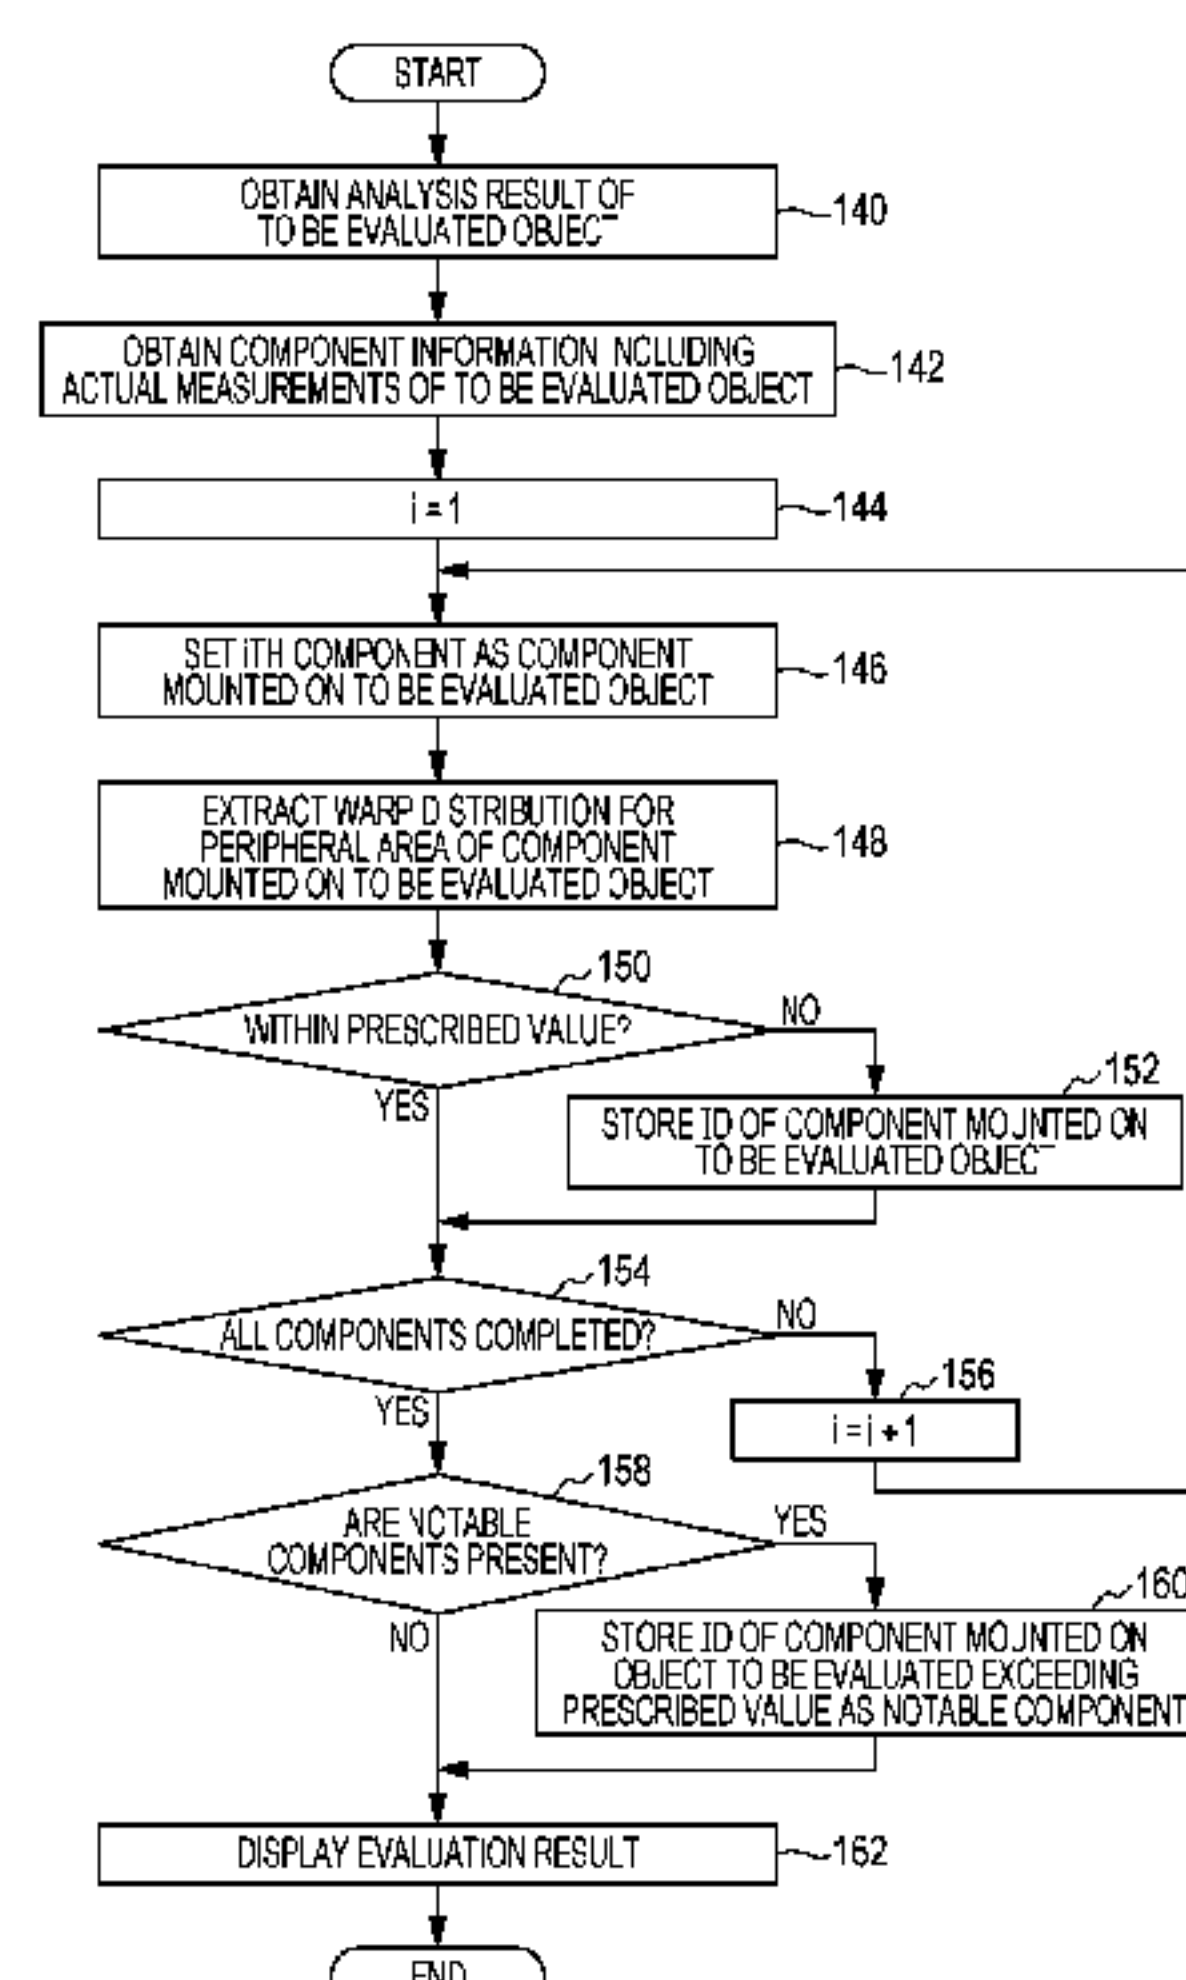 START
OBTAIN ANALYSIS RESULT OF
TO BE EVALUATED OBJECT
140
OBTAIN COMPONENT INFORMATION INCLUDING
ACTUAL MEASUREMENTS OF TO BE EVALUATED OBJECT
142
i = 1
144
SET iTH COMPONENT AS COMPONENT
MOUNTED ON TO BE EVALUATED OBJECT
146
EXTRACT WARP DISTRIBUTION FOR
PERIPHERAL AREA OF COMPONENT
MOUNTED ON TO BE EVALUATED OBJECT
148
150
WITHIN PRESCRIBED VALUE?
NO
YES
152
STORE ID OF COMPONENT MOUNTED ON
TO BE EVALUATED OBJECT
154
ALL COMPONENTS COMPLETED?
NO
YES
156
i = i + 1
158
ARE NOTABLE
COMPONENTS PRESENT?
YES
NO
160
STORE ID OF COMPONENT MOUNTED ON
OBJECT TO BE EVALUATED EXCEEDING
PRESCRIBED VALUE AS NOTABLE COMPONENT
DISPLAY EVALUATION RESULT
162
END